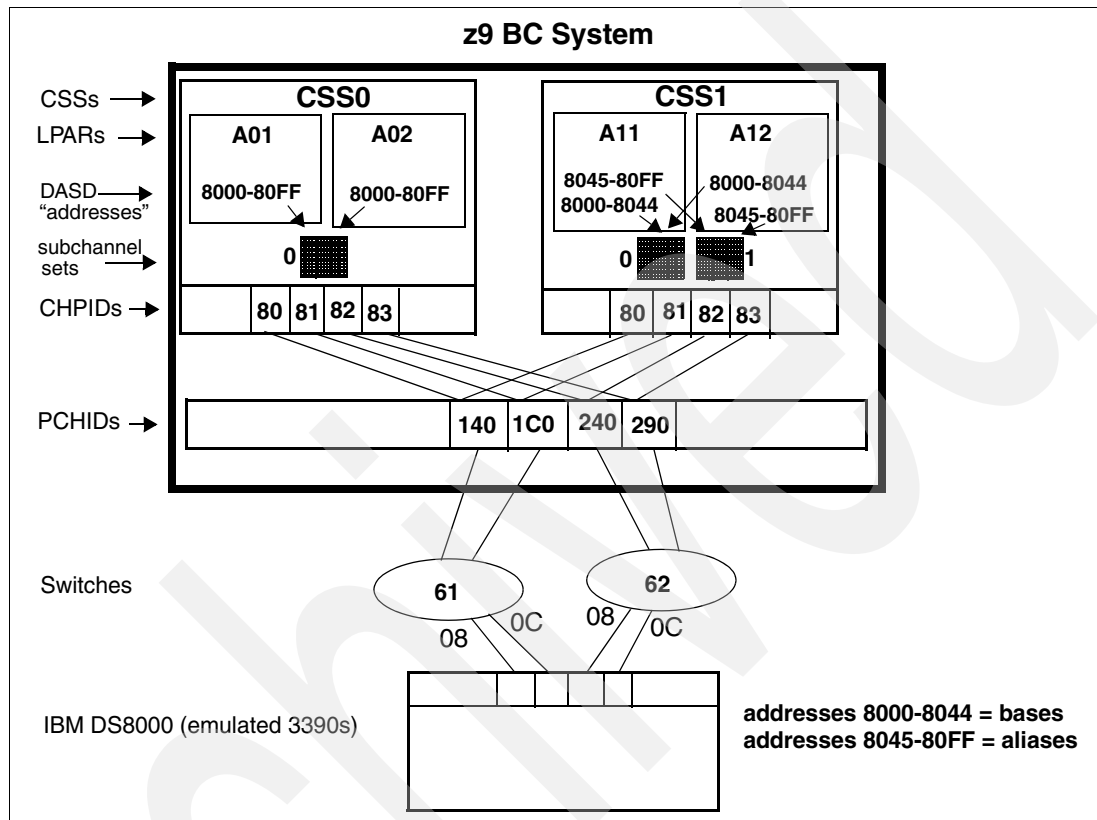 z9 BC System
CSSs
CSS0
CSS1
LPARs
A01
A02
A11
A12
DASD
"addresses"
8000-80FF
8000-80FF
8045-80FF
8000-8044
8000-8044
8045-80FF
subchannel
sets
0
0
1
CHPIDs
80 81 82 83
80 81 82 83
PCHIDs
140 1C0 240 290
Switches
61
62
08
0C
08
0C
IBM DS8000 (emulated 3390s)
addresses 8000-8044 = bases
addresses 8045-80FF = aliases